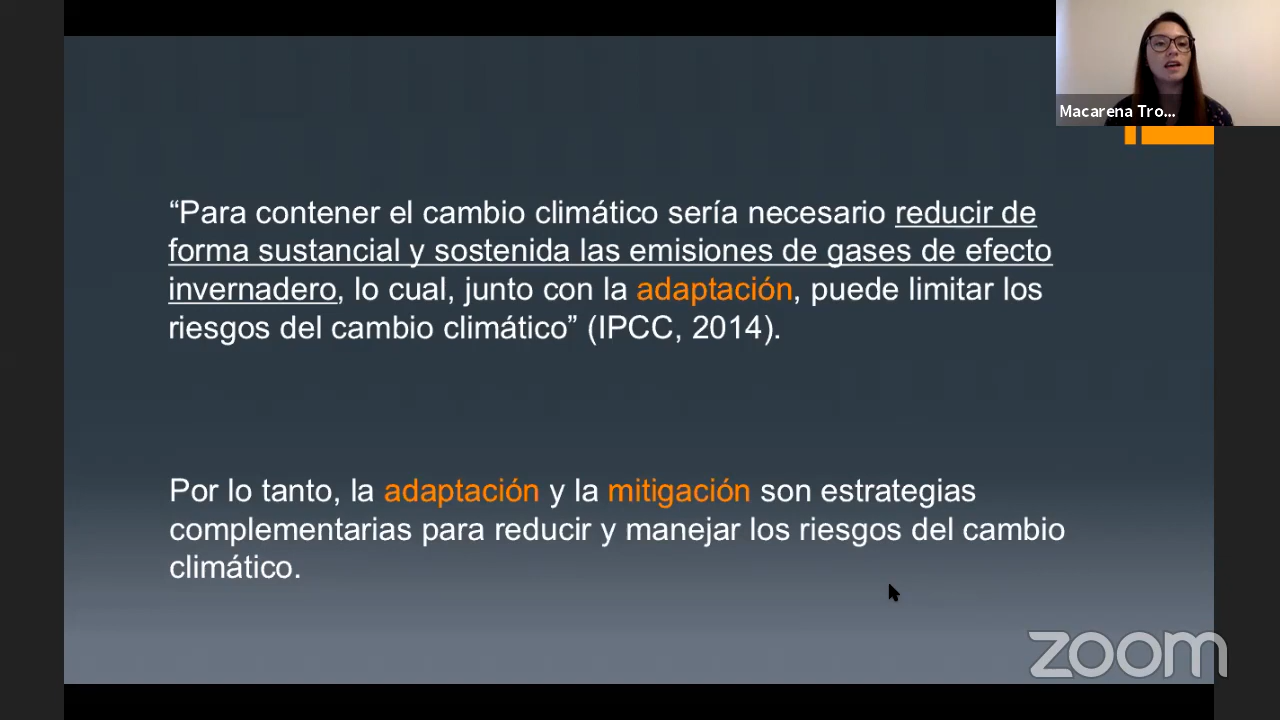 Macarena Tro...
“Para contener el cambio climático sería necesario reducir de
forma sustancial y sostenida las emisiones de gases de efecto
invernadero, lo cual, junto con la adaptación, puede limitar los
riesgos del cambio climático” (IPCC, 2014).
Por lo tanto, la adaptación y la mitigación son estrategias
complementarias para reducir y manejar los riesgos del cambio
climático.
zoom